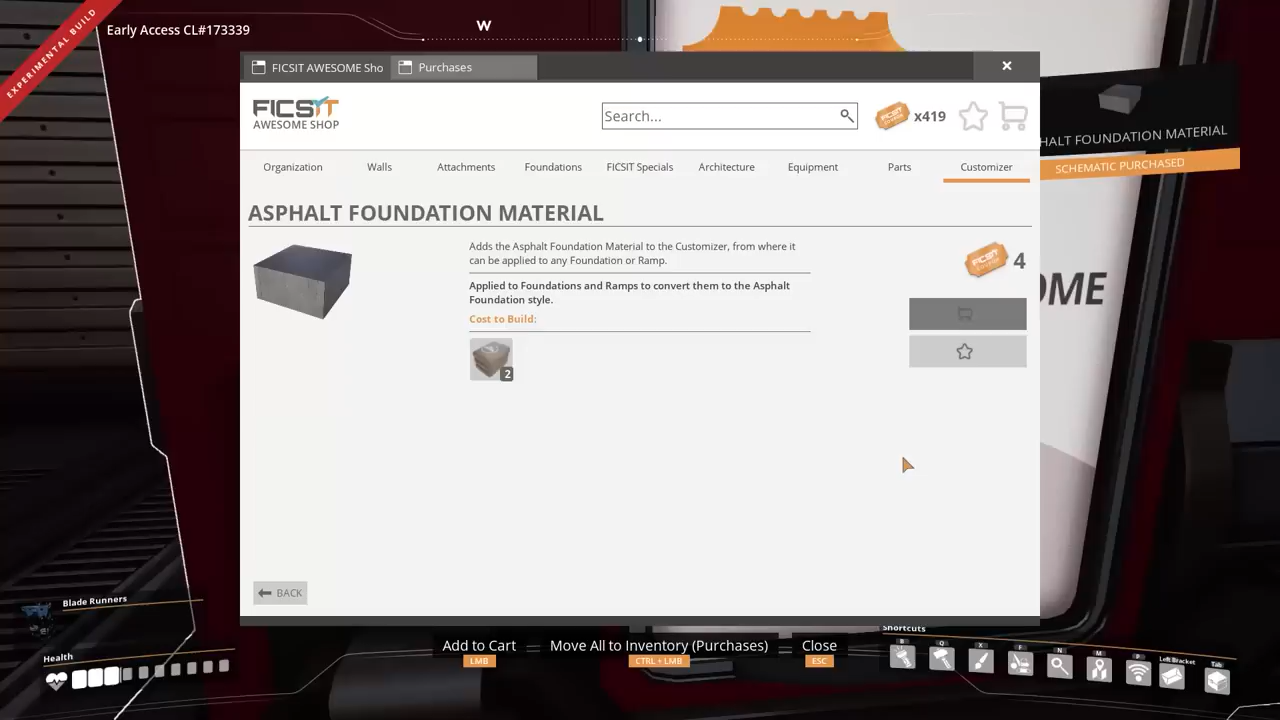 EXPERIMENTAL BUILD
Early Access CL#173339
W
FICSIT AWESOME Sho
Purchases
FICSIT
AWESOME SHOP
Search...
x419
HALT FOUNDATION MATERIAL
SCHEMATIC PURCHASED
Organization
Walls
Attachments
Foundations
FICSIT Specials
Architecture
Equipment
Parts
Customizer
ASPHALT FOUNDATION MATERIAL
Adds the Asphalt Foundation Material to the Customizer, from where it
can be applied to any Foundation or Ramp.
4
Applied to Foundations and Ramps to convert them to the Asphalt
Foundation style.
OME
Cost to Build:
2
BACK
Blade Runners
Health
Add to Cart
LMB
Move All to Inventory (Purchases)
CTRL + LMB
Close
ESC
Shortcuts
B
Q
X
F
N
M
P
Left Bracket
Tab